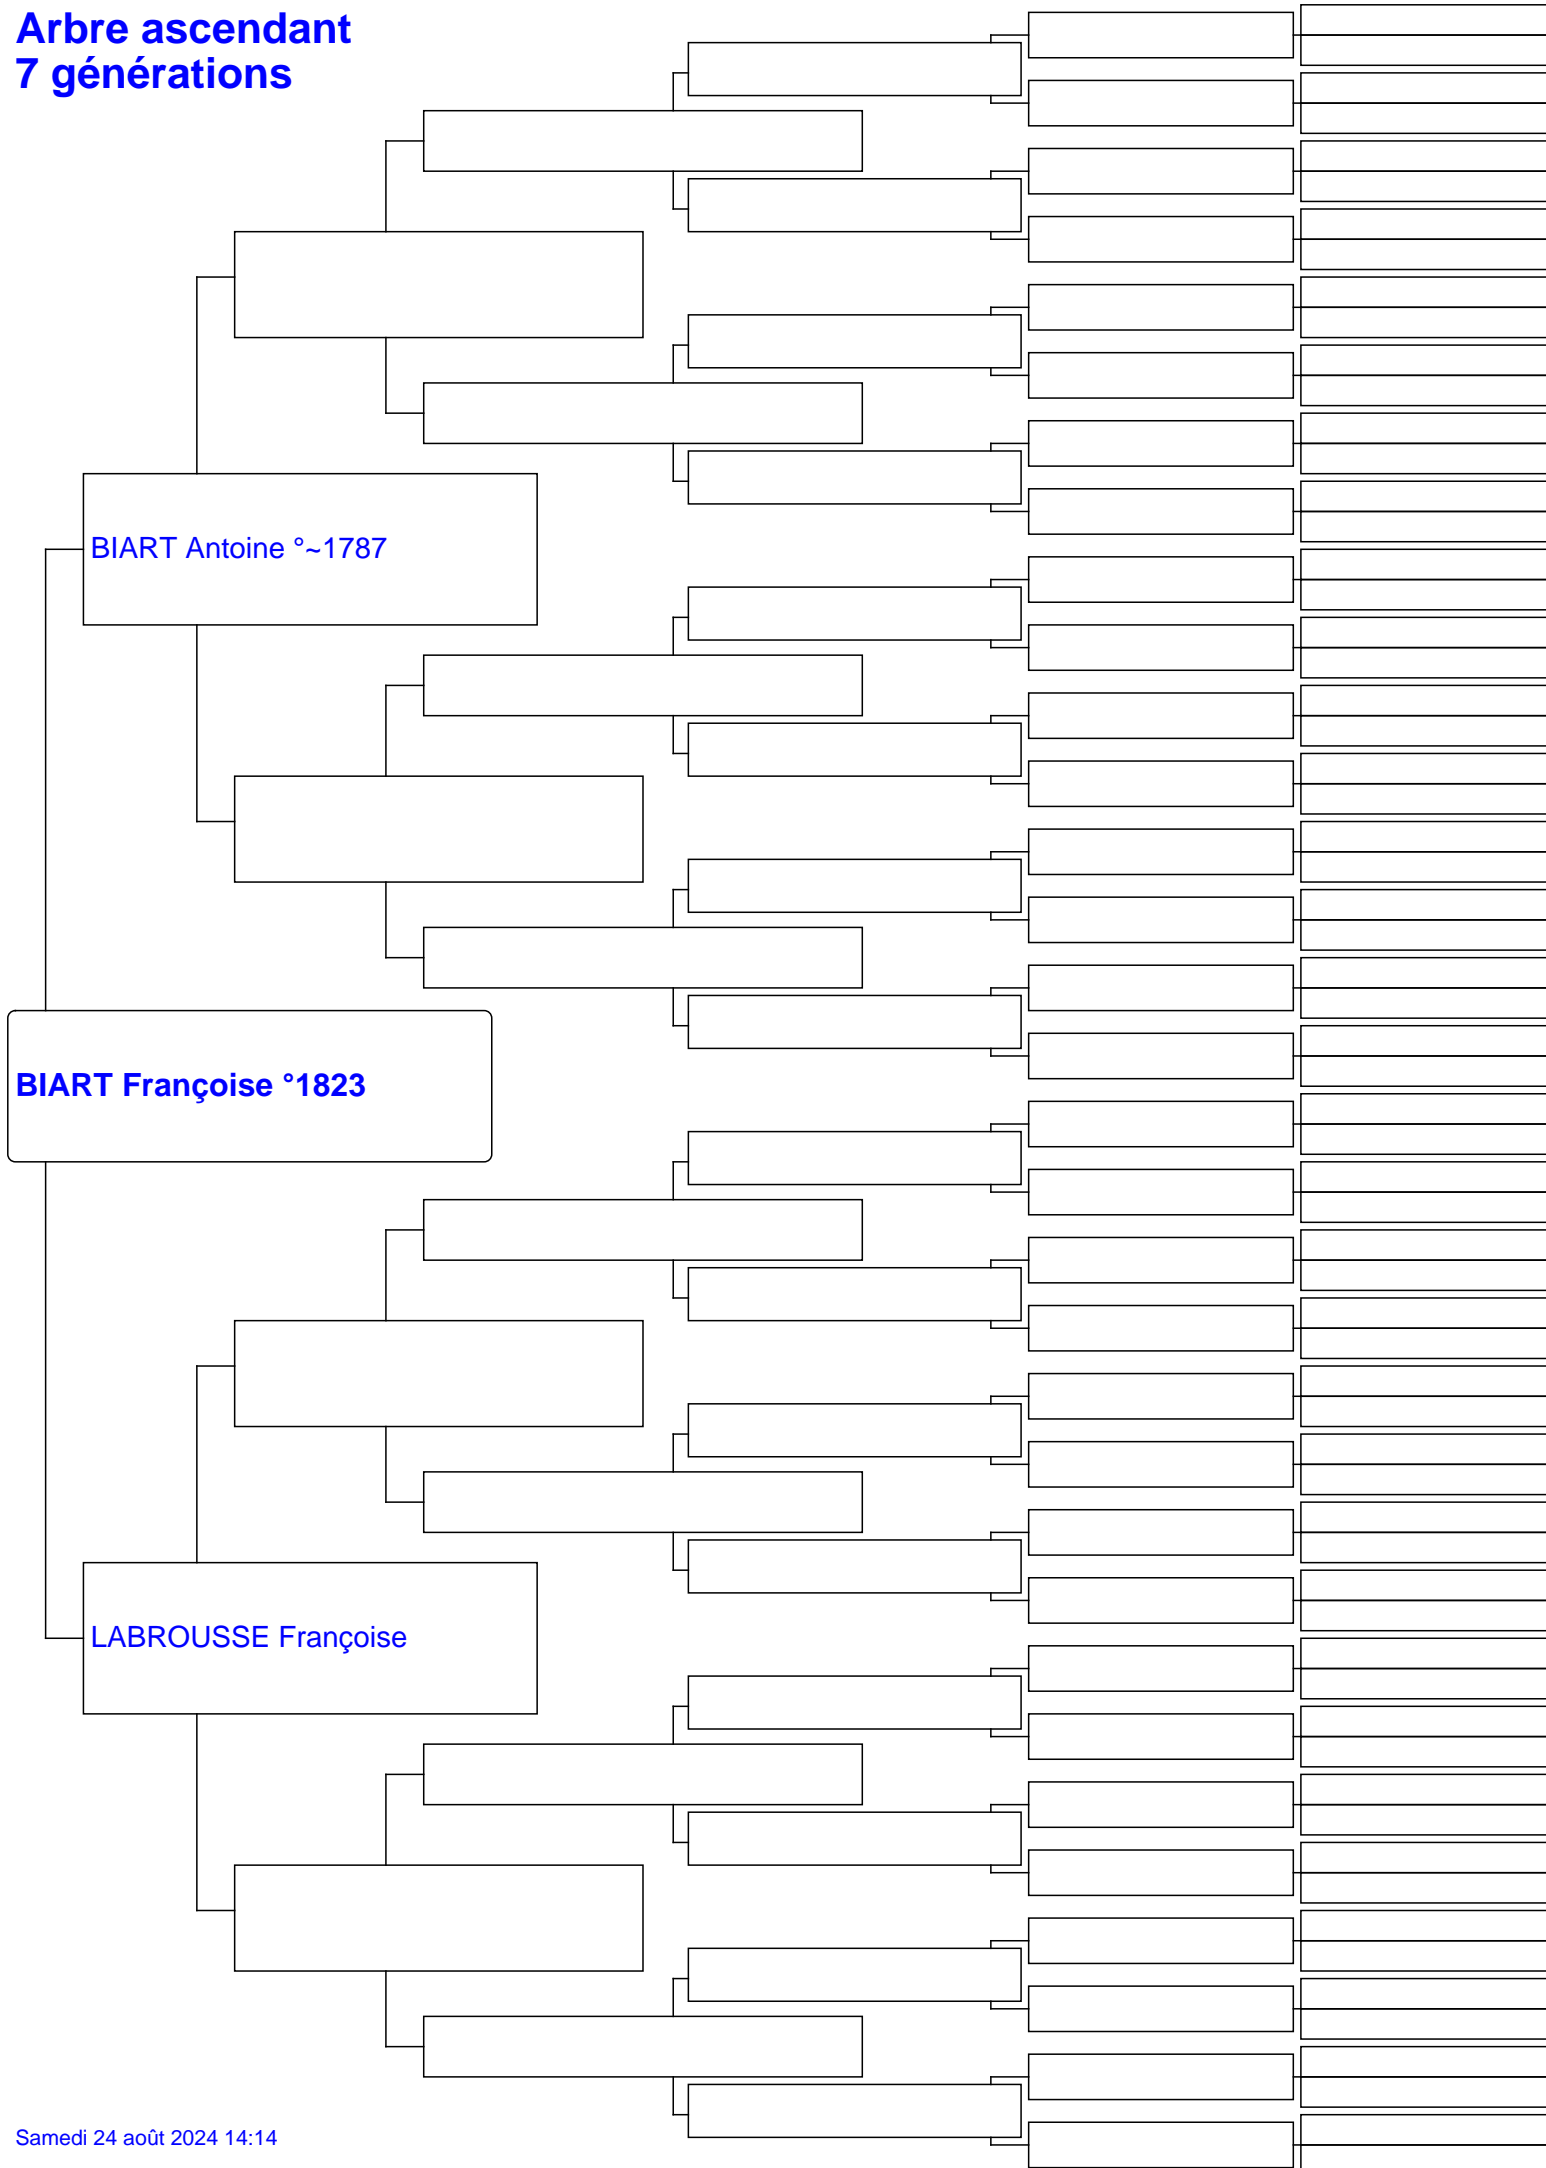 Arbre ascendant
7 générations
BIART Antoine °~1787
BIART Françoise °1823
LABROUSSE Françoise
Samedi 24 août 2024 14:14